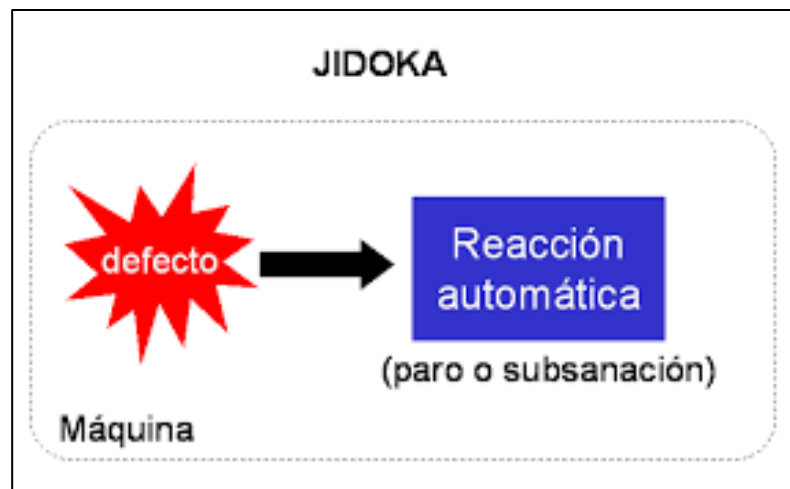 JIDOKA
defecto
Reacción
automática
(paro o subsanación)
Máquina